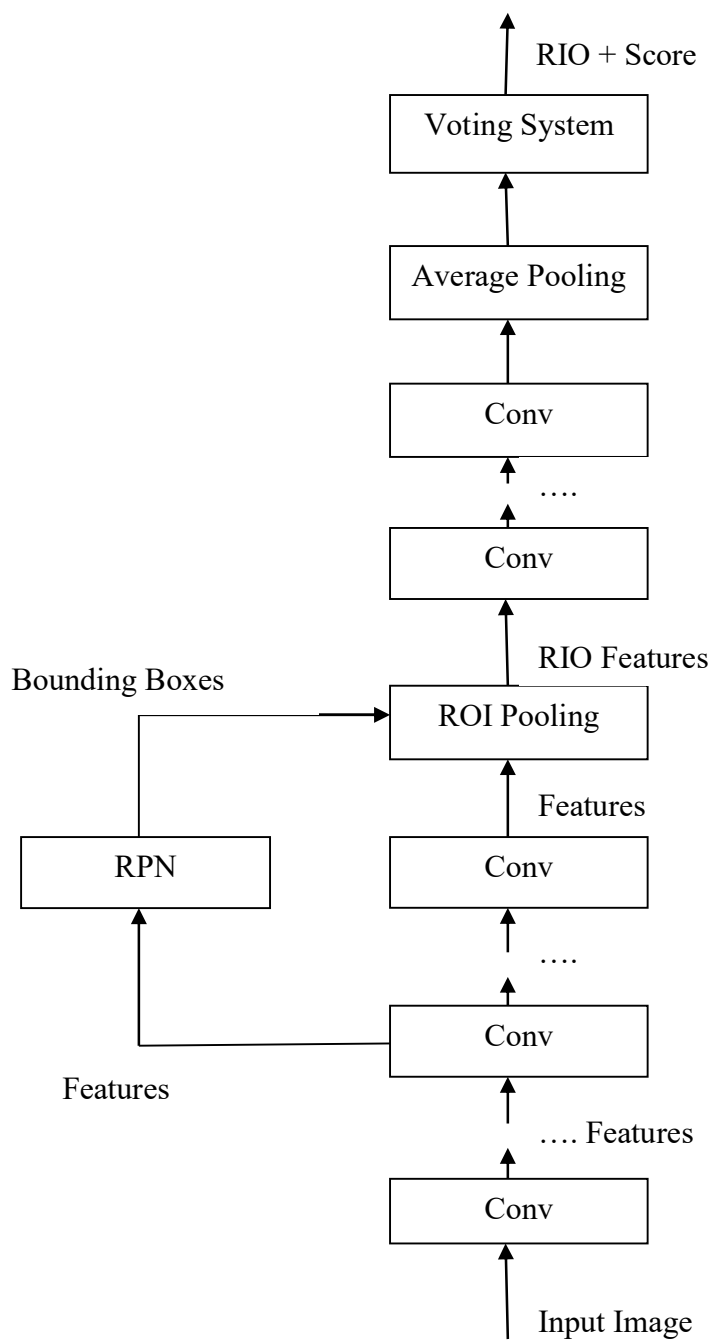 RIO + Score
Voting System
Average Pooling
Conv
….
Conv
RIO Features
Bounding Boxes
ROI Pooling
Features
RPN
Conv
….
Conv
Features
…. Features
Conv
Input Image